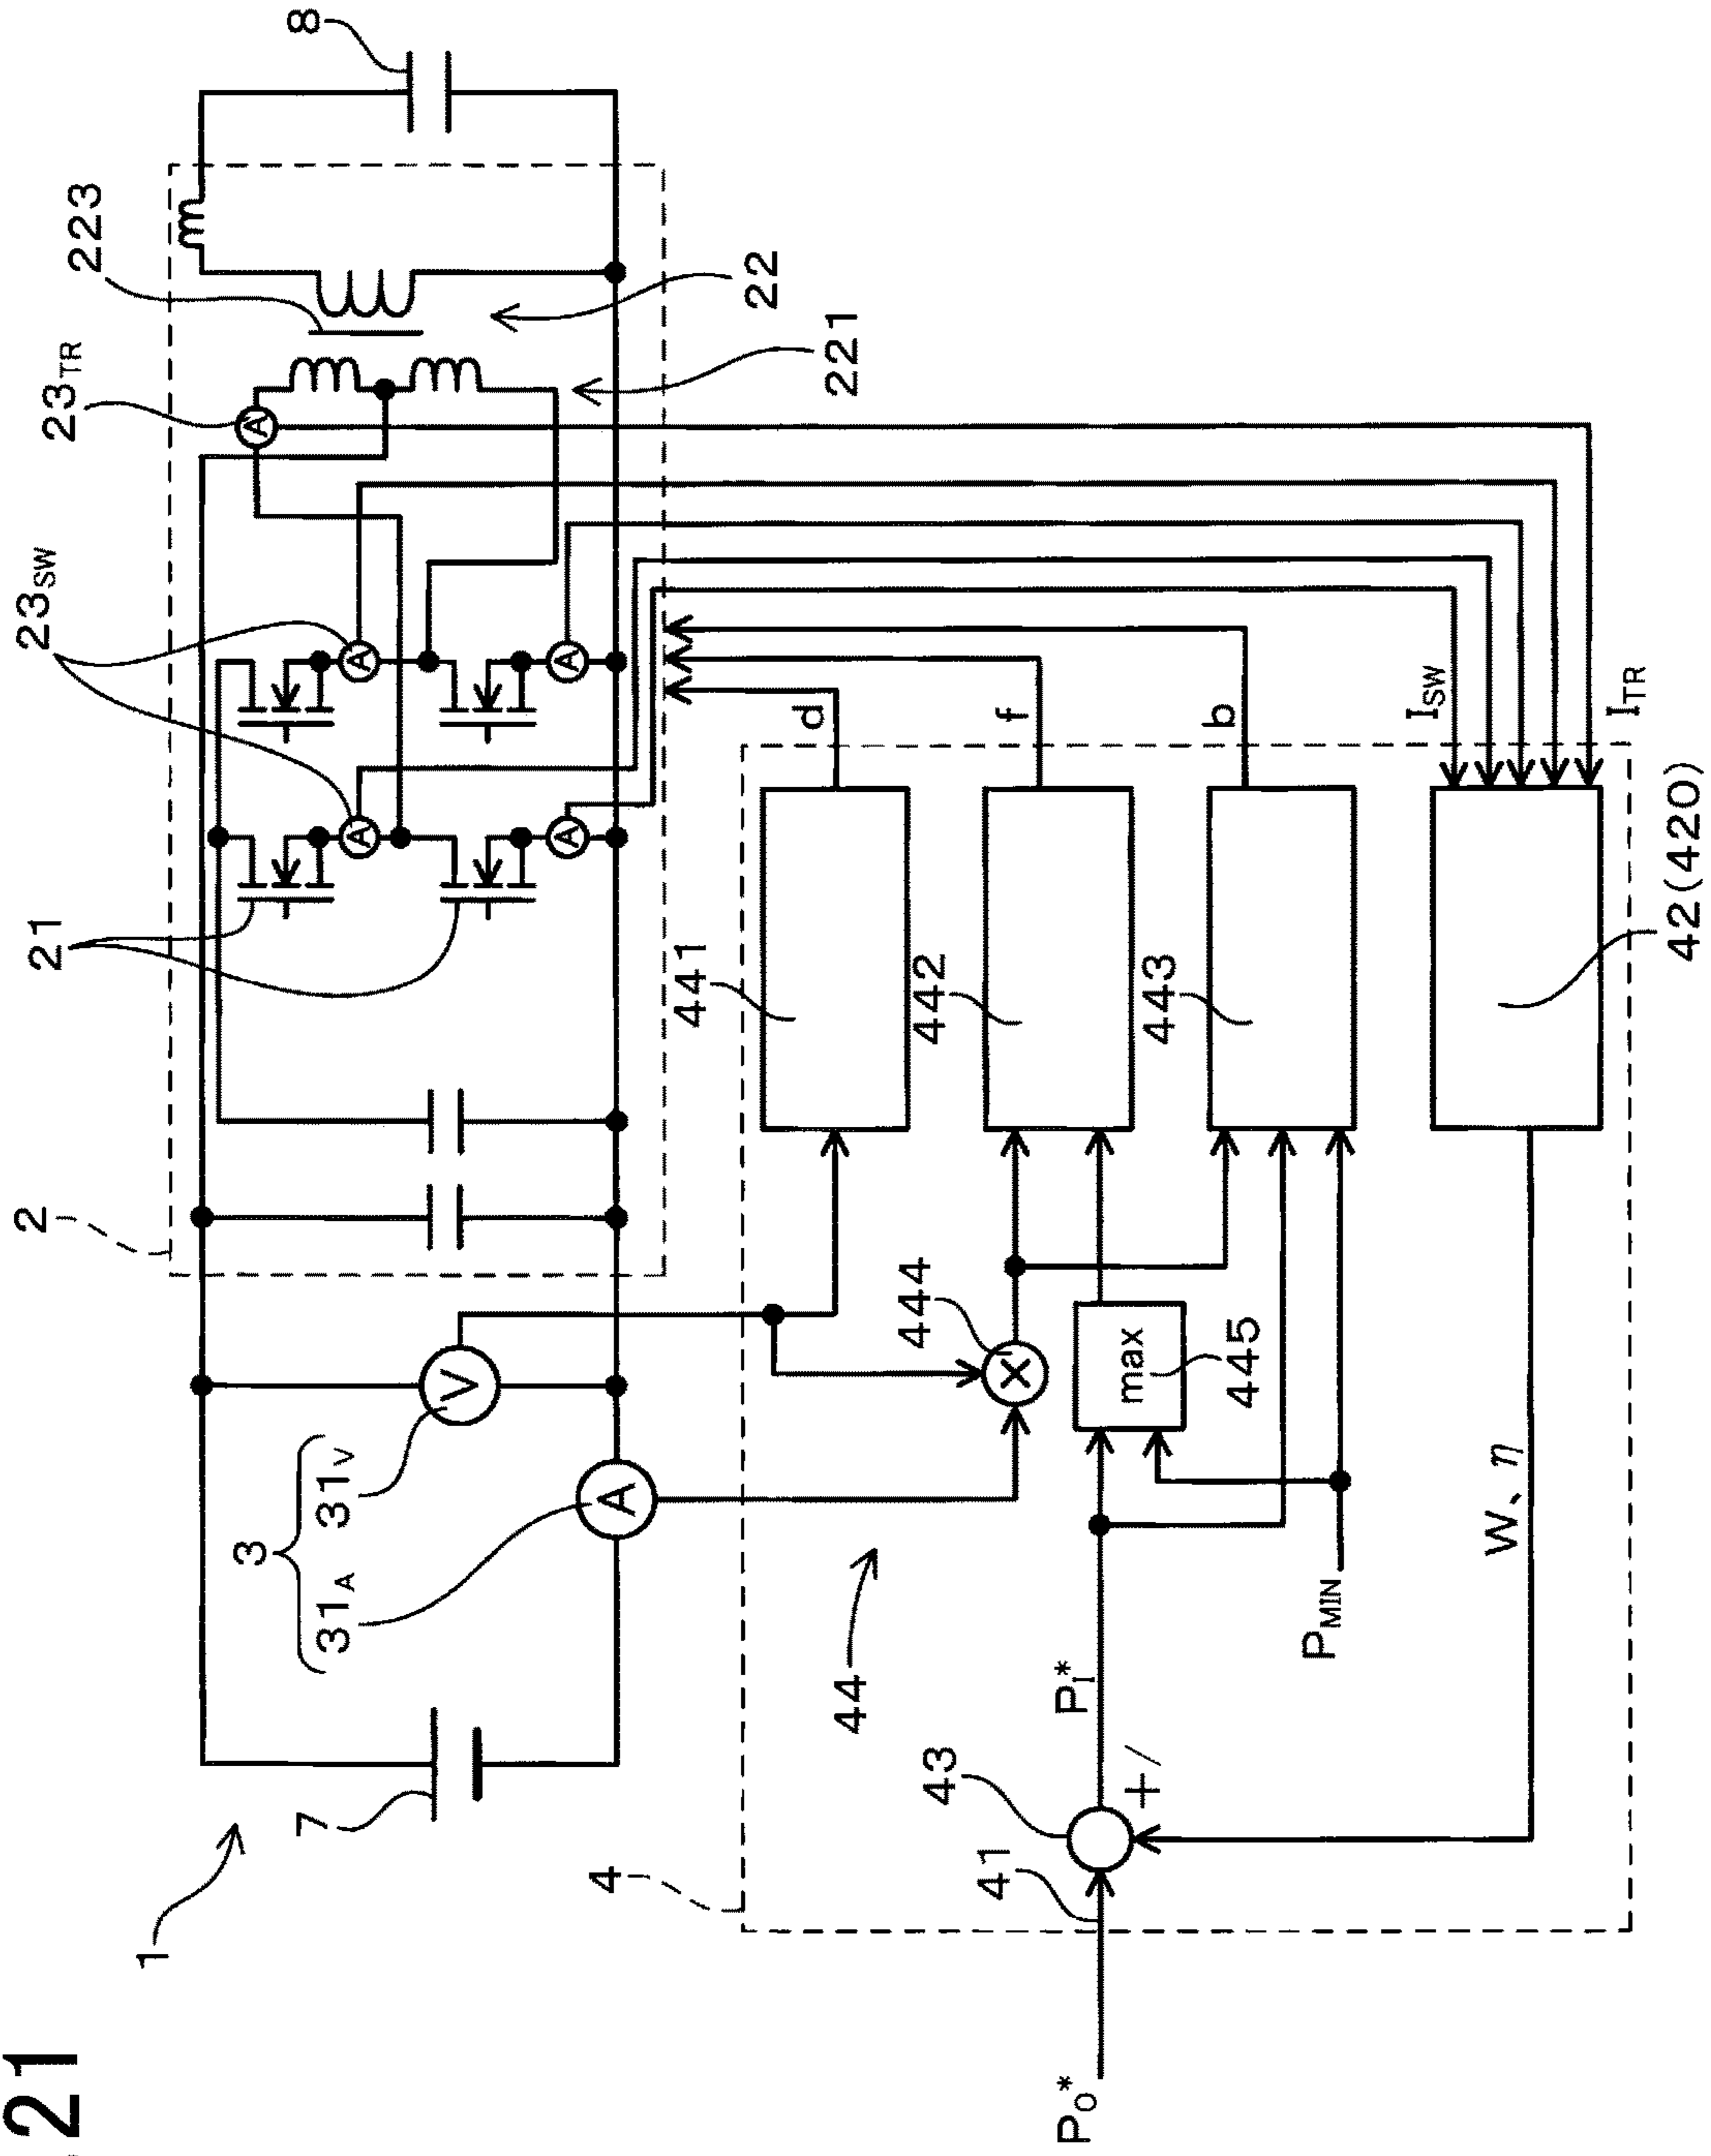 21
1
7
3
31A
31V
2
21
23SW
23TR
223
8
22
221
V
A
A
A
A
A
A
4
44
444
441
442
443
445
max
d
f
b
ISW
ITR
42(420)
43
41
+/
PO*
PI*
PMIN
W、η